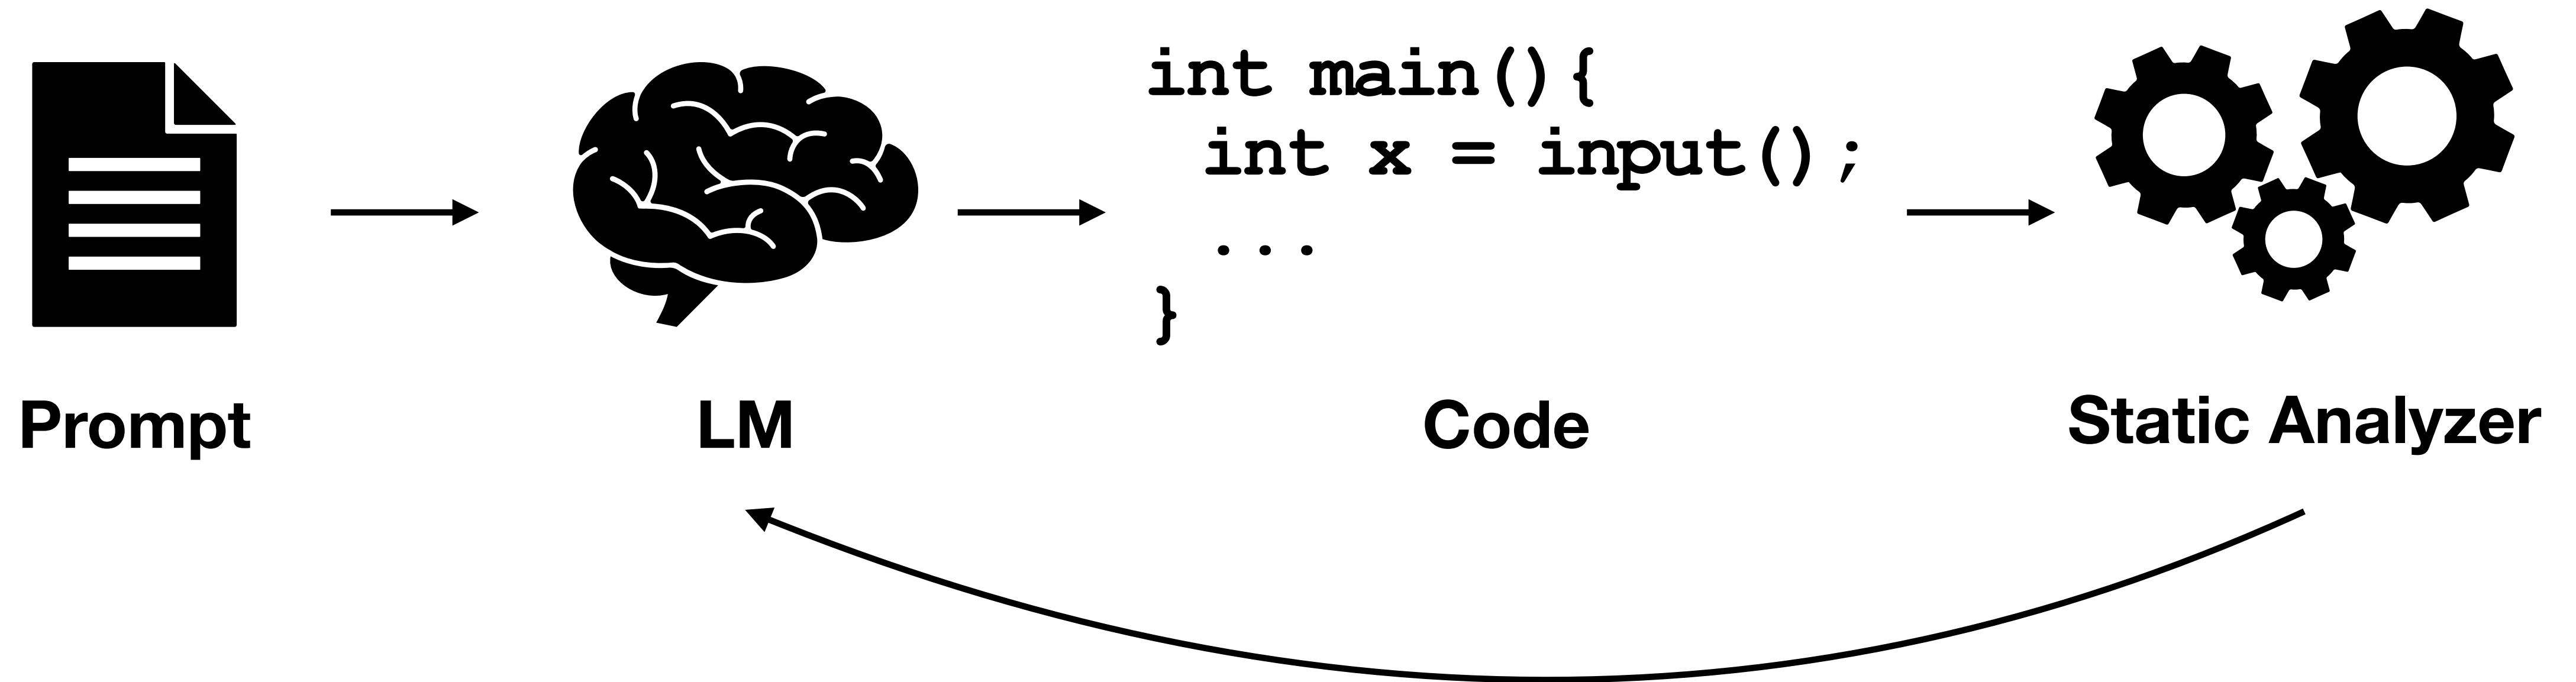 int main(){
int x = input();
...
}
Prompt
LM
Code
Static Analyzer